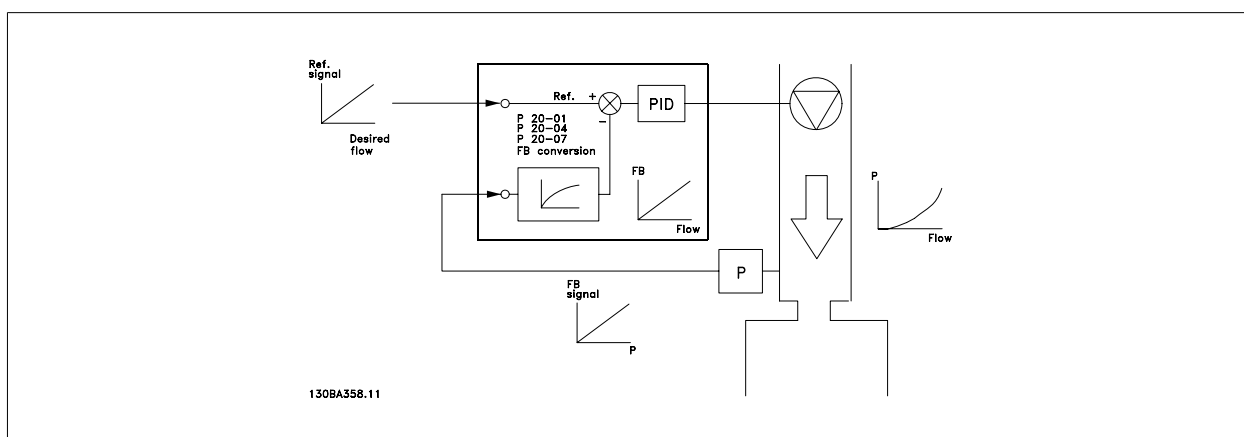 Ref.
signal
Desired
flow
Ref. +
−
PID
P 20-01
P 20-04
P 20-07
FB conversion
FB
Flow
P
Flow
P
FB
signal
P
130BA358.11